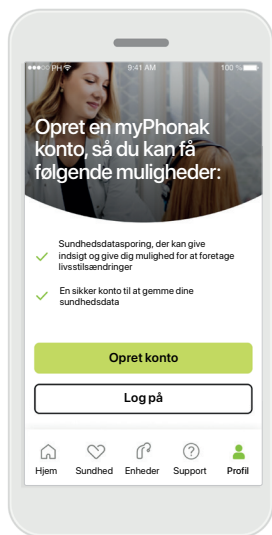 PH 9:41 AM 100 %
Opret en myPhonak
konto, så du kan få
følgende muligheder:
Sundhedsdatasporing, der kan give
indsigt og give dig mulighed for at foretage
livsstilsændringer
En sikker konto til at gemme dine
sundhedsdata
Opret konto
Log på
Hjem Sundhed Enheder Support Profil